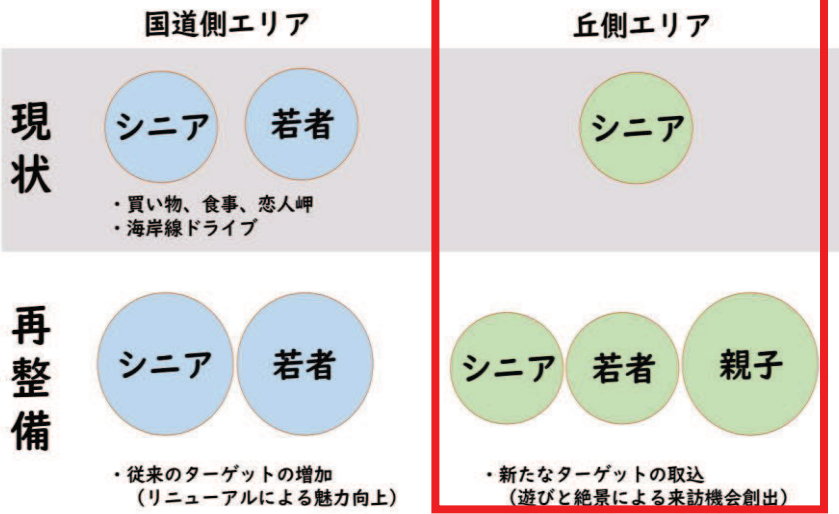 国道側エリア
丘側エリア
現状
シニア
若者
シニア
・買い物、食事、恋人岬
・海岸線ドライブ
再整備
シニア
若者
シニア
若者
親子
・従来のターゲットの増加
（リニューアルによる魅力向上）
・新たなターゲットの取込
（遊びと絶景による来訪機会創出）